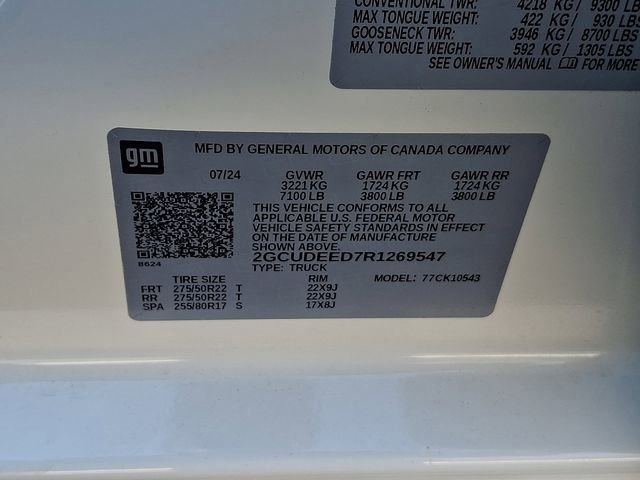 CONVENTIONAL TWR: 4218 KG / 9300 LB
MAX TONGUE WEIGHT: 422 KG / 930 LB
GOOSENECK TWR: 3946 KG / 8700 LBS
MAX TONGUE WEIGHT: 592 KG / 1305 LBS
SEE OWNER'S MANUAL FOR MORE
gm
MFD BY GENERAL MOTORS OF CANADA COMPANY
07/24 GVWR GAWR FRT GAWR RR
3221 KG 1724 KG 1724 KG
7100 LB 3800 LB 3800 LB
THIS VEHICLE CONFORMS TO ALL
APPLICABLE U.S. FEDERAL MOTOR
VEHICLE SAFETY STANDARDS IN EFFECT
ON THE DATE OF MANUFACTURE
SHOWN ABOVE.
8624
2GCUDEED7R1269547
TYPE: TRUCK MODEL: 77CK10543
TIRE SIZE RIM
FRT 275/50R22 T 22X9J
RR 275/50R22 T 22X9J
SPA 255/80R17 S 17X8J